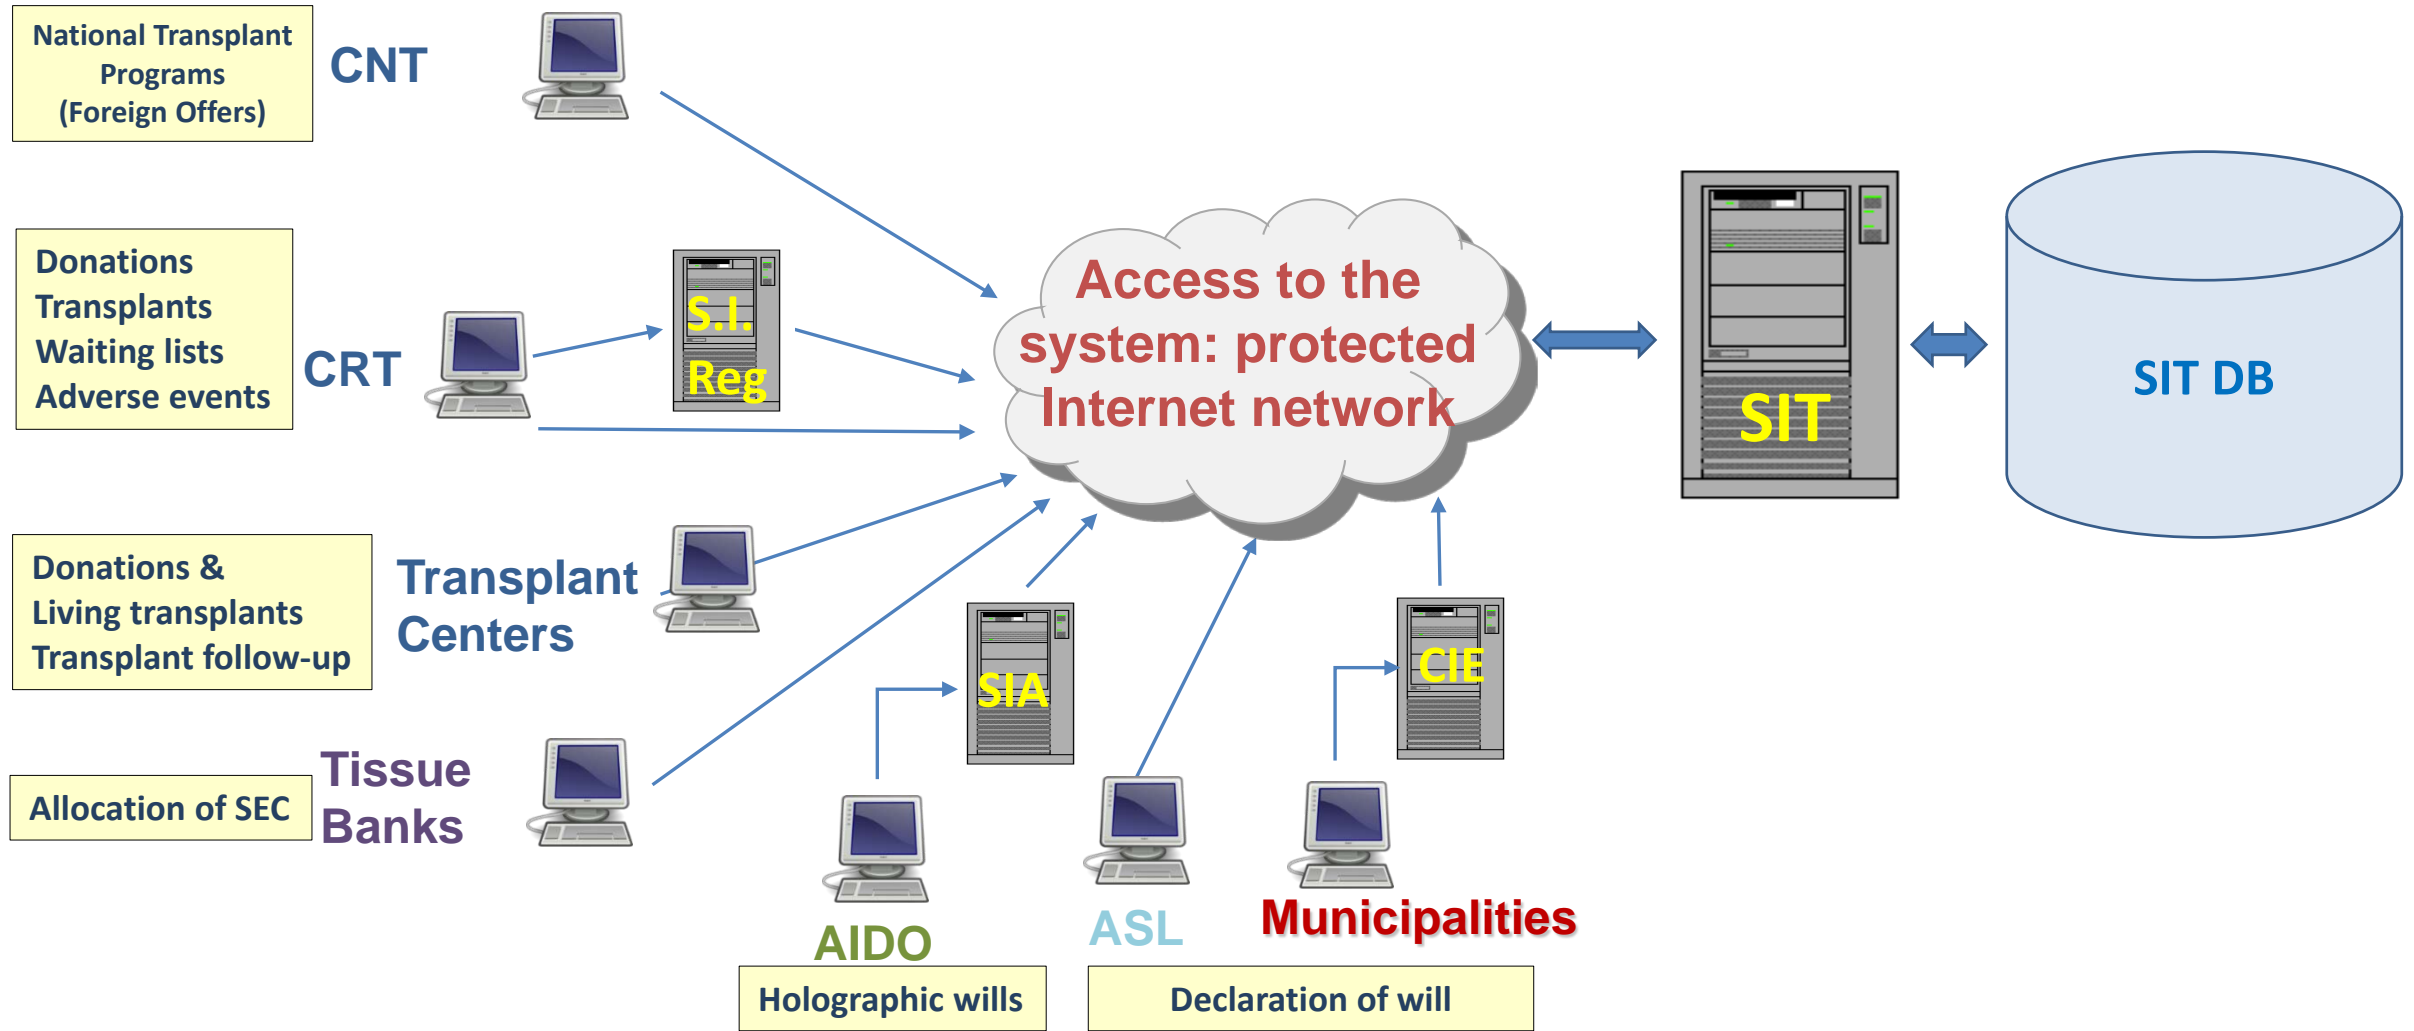 National Transplant
Programs
(Foreign Offers)
CNT
Donations
Transplants
Waiting lists
Adverse events
CRT
S.I.
Reg
Access to the
system: protected
Internet network
SIT
SIT DB
Donations &
Living transplants
Transplant follow-up
Transplant
Centers
SIA
CIE
Allocation of SEC
Tissue
Banks
AIDO
ASL
Municipalities
Holographic wills
Declaration of will